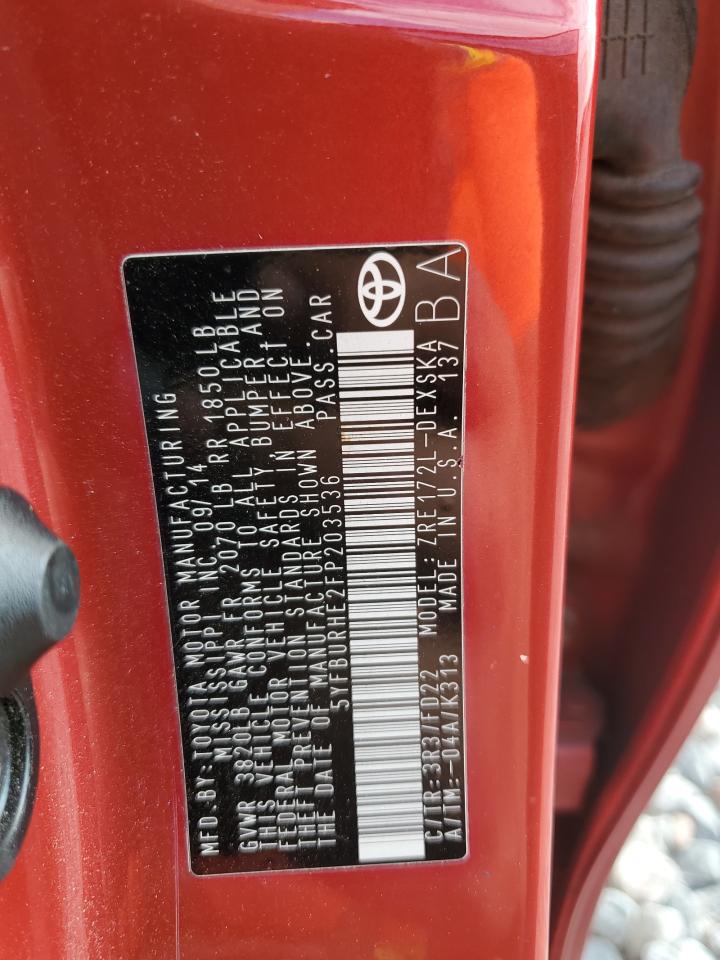 MFD.BY: TOYOTA MOTOR MANUFACTURING
MISSISSIPPI INC.09/14
GVWR 3820LB GAWR FR 2070 LB RR 1850 LB
THIS VEHICLE CONFORMS TO ALL APPLICABLE
FEDERAL MOTOR VEHICLE SAFETY, BUMPER AND
THEFT PREVENTION STANDARDS IN EFFECT ON
THE DATE OF MANUFACTURE SHOWN ABOVE.
5YFBURHE2FP203536 PASS.CAR
C/TR:3R3/FD22 MODEL:ZRE172L-DEXSKA
A/TM:-04A/K313 MADE IN U.S.A. 137
BA